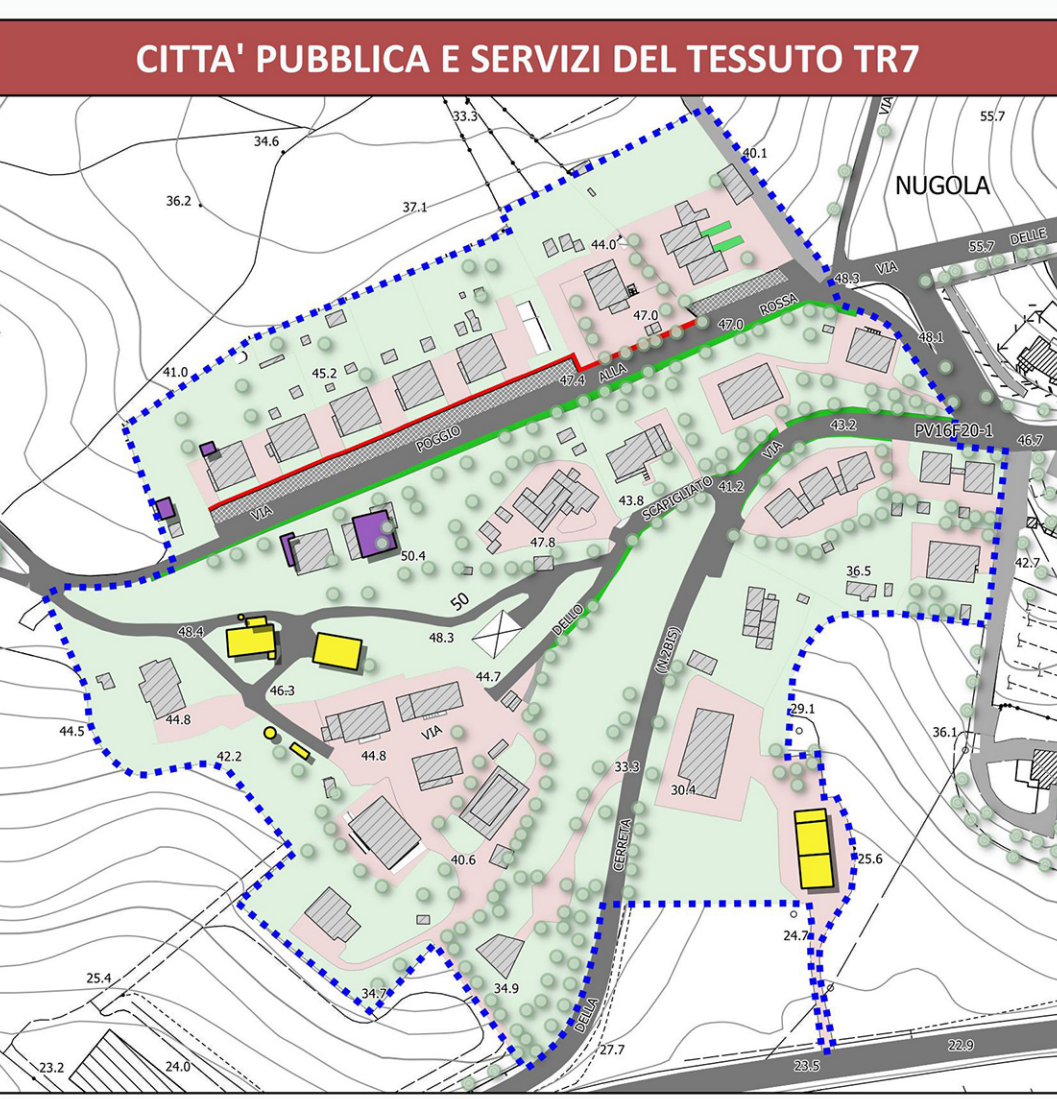 CITTA' PUBBLICA E SERVIZI DEL TESSUTO TR7
33.3
55.7
VIA
34.6
40.1
NUGOLA
36.2
37.1
44.0
55.7
DELLE
VIA
48.3
47.0
47.0
ROSSA
48.1
41.0
45.2
47.4
ALLA
POGGIO
43.2
PV16F20-1
46.7
VIA
VIA
43.8
SCAPIGLIATO
41.2
47.8
50.4
36.5
42.7
50
48.4
48.3
DELLO
(N.2BIS)
44.7
46.3
44.8
44.5
29.1
42.2
44.8
VIA
36.1
33.3
30.4
CERRETA
40.6
25.6
24.7
25.4
34.7
34.9
DELLA
27.7
23.2
24.0
22.9
23.5